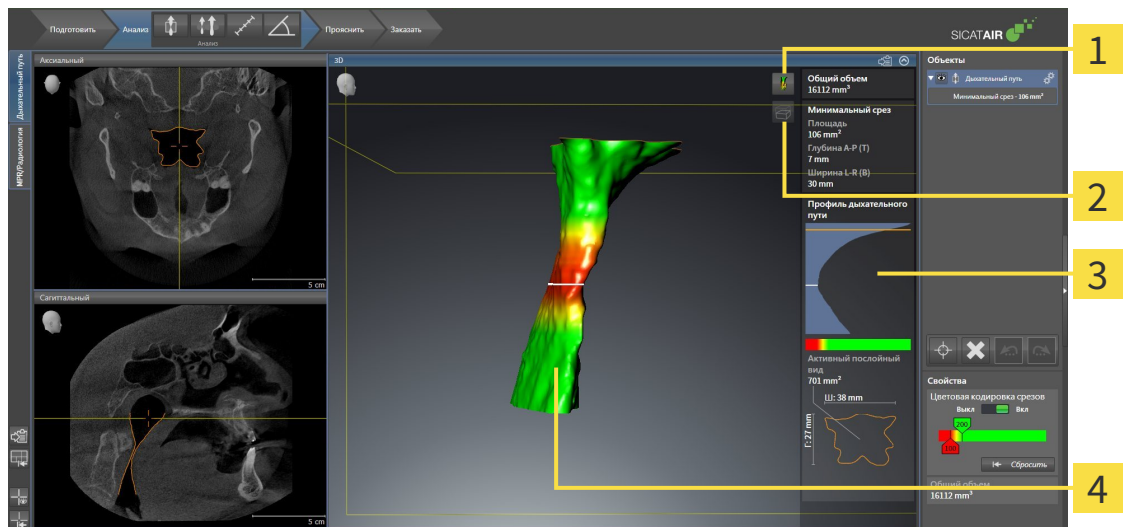 Подготовить
Анализ
Анализ
Прояснить
Заказать
SICATAIR
1
2
3
4
Дыхательный путь
MPR/Радиология
Аксиальный
5 cm
Сагиттальный
5 cm
3D
Общий объем
16112 mm³
Минимальный срез
Площадь
106 mm²
Глубина A-P (Т)
7 mm
Ширина L-R (В)
30 mm
Профиль дыхательного
пути
Активный послойный
вид
701 mm²
Ш: 38 mm
Г: 27 mm
Объекты
Дыхательный путь
Минимальный срез - 106 mm²
Свойства
Цветовая кодировка срезов
Выкл
Вкл
200
100
Сбросить
Общий объем
16112 mm³